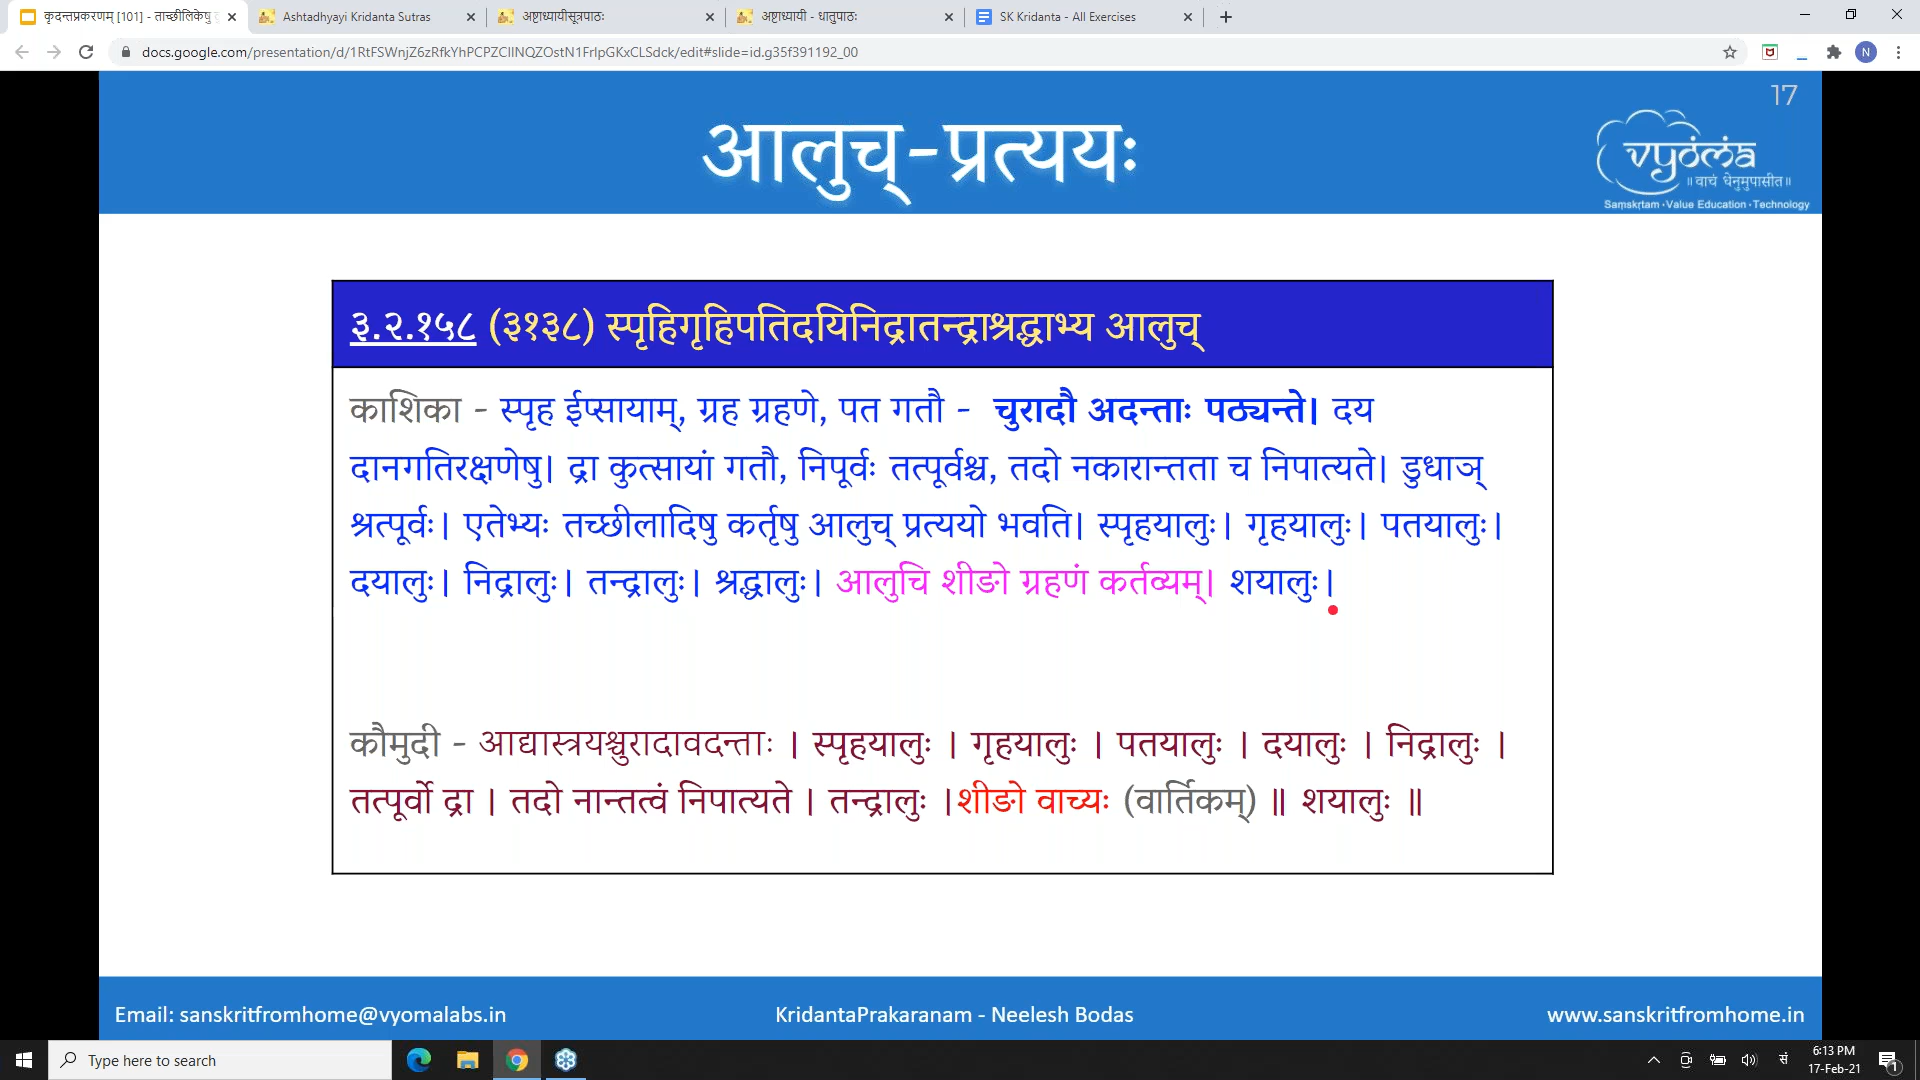 कृदन्तप्रकरणम् [101] - ताच्छीलिकेषु
Ashtadhyayi Kridanta Sutras
अष्टाध्यायीसूत्रपाठः
अष्टाध्यायी - धातुपाठः
SK Kridanta - All Exercises
docs.google.com/presentation/d/1RtFSWnjZ6zRfkYhPCPZCIlNQZOstN1FrlpGKxCLSdck/edit#slide=id.g35f391192_00
N
17
आलुच्-प्रत्ययः
vyoma
॥ वाचं धेनुमुपासीत॥
Saṃskṛtam • Value Education • Technology
३.२.१५८ (३१३८) स्पृहिगृहिपतिदयिनिद्रातन्द्राश्रद्धाभ्य आलुच्
काशिका - स्पृह ईप्सायाम्, ग्रह ग्रहणे, पत गतौ - चुरादौ अदन्ताः पठ्यन्ते। दय
दानगतिरक्षणेषु। द्रा कुत्सायां गतौ, निपूर्वः तत्पूर्वश्च, तदो नकारान्तता च निपात्यते। डुधाञ्
श्रत्पूर्वः। एतेभ्यः तच्छीलादिषु कर्तृषु आलुच् प्रत्ययो भवति। स्पृहयालुः। गृहयालुः। पतयालुः।
दयालुः। निद्रालुः। तन्द्रालुः। श्रद्धालुः। आलुचि शीङो ग्रहणं कर्तव्यम्। शयालुः।
कौमुदी - आद्यास्त्रयश्चुरादावदन्ताः । स्पृहयालुः । गृहयालुः । पतयालुः । दयालुः । निद्रालुः ।
तत्पूर्वो द्रा । तदो नान्तत्वं निपात्यते । तन्द्रालुः ।शीङो वाच्यः (वार्तिकम्) ॥ शयालुः ॥
Email: sanskritfromhome@vyomalabs.in
KridantaPrakaranam - Neelesh Bodas
www.sanskritfromhome.in
Type here to search
सं
6:13 PM
17-Feb-21
1